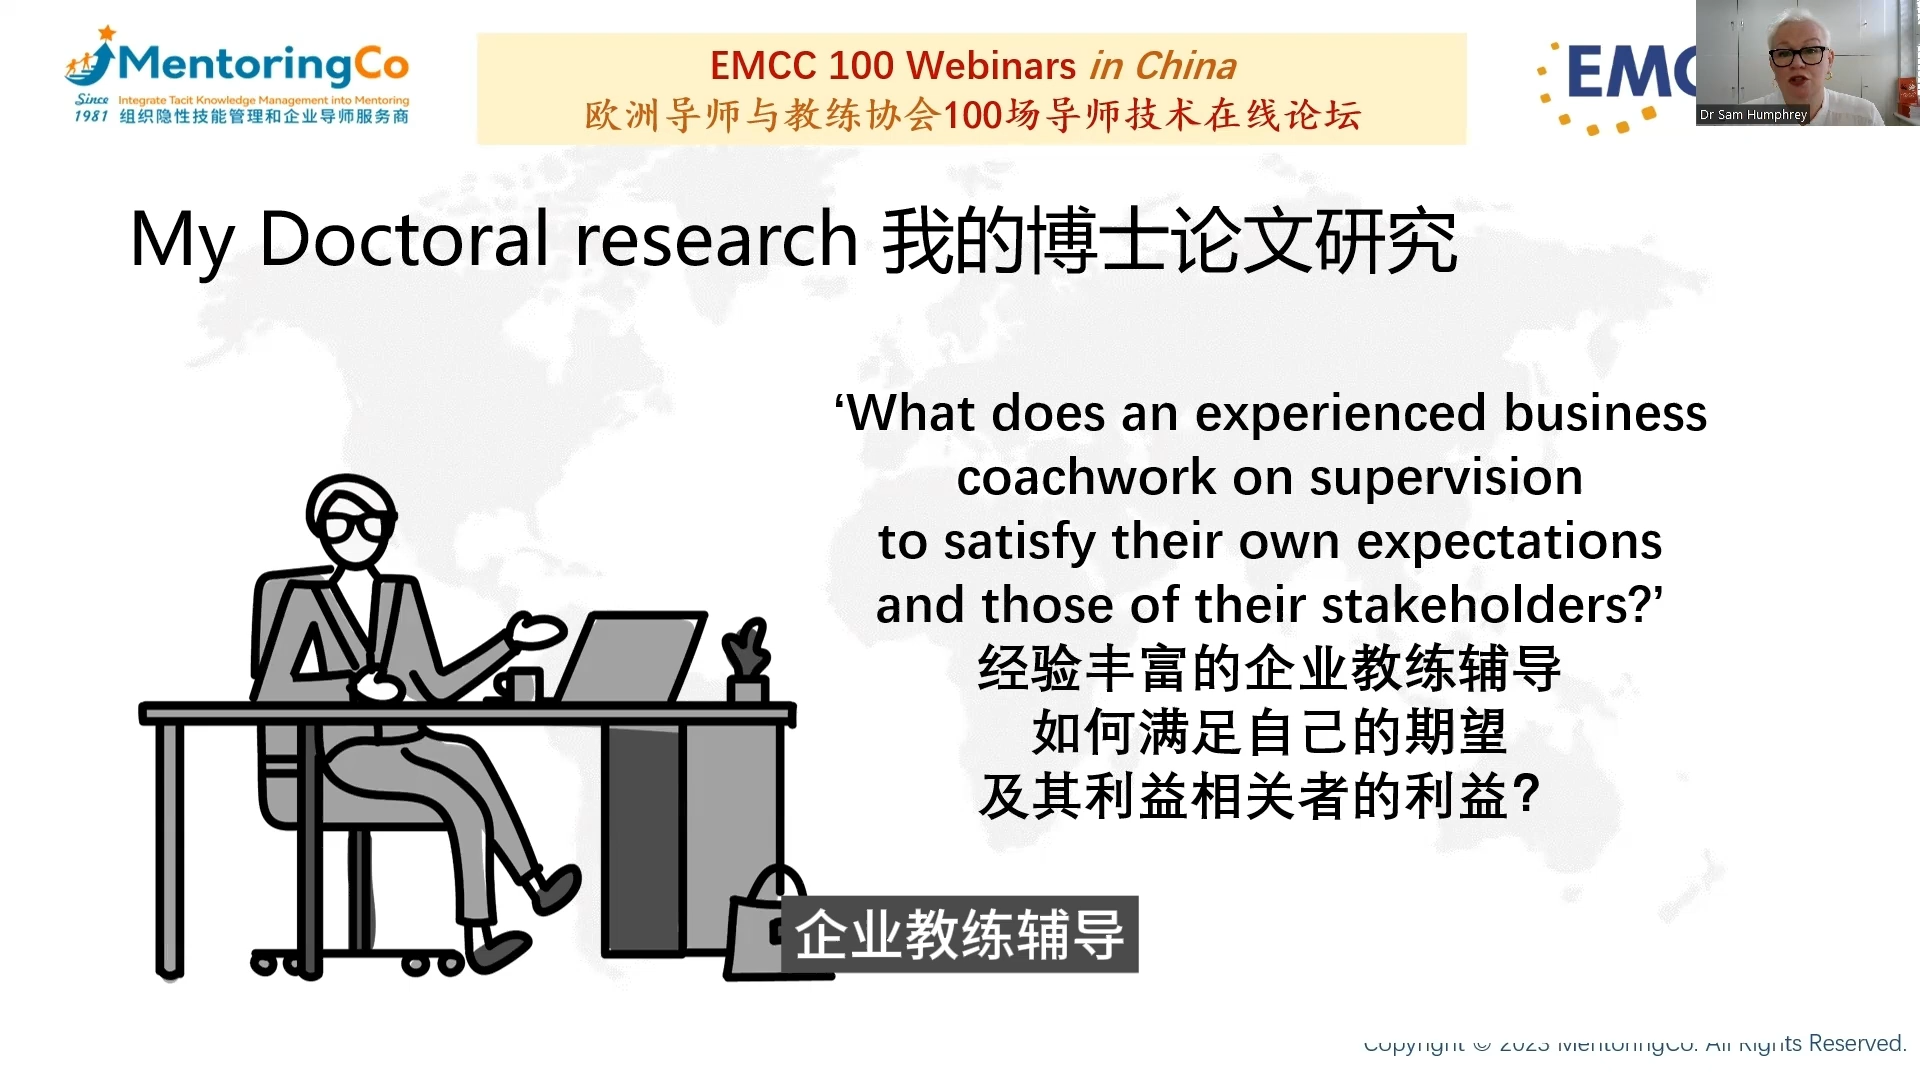 MentoringCo
Since 1981
Integrate Tacit Knowledge Management into Mentoring
组织隐性技能管理和企业导师服务商
EMCC 100 Webinars in China
欧洲导师与教练协会100场导师技术在线论坛
EMC
Dr Sam Humphrey
My Doctoral research 我的博士论文研究
‘What does an experienced business
coachwork on supervision
to satisfy their own expectations
and those of their stakeholders?’
经验丰富的企业教练辅导
如何满足自己的期望
及其利益相关者的利益?
企业教练辅导
Copyright © 2023 MentoringCo. All Rights Reserved.